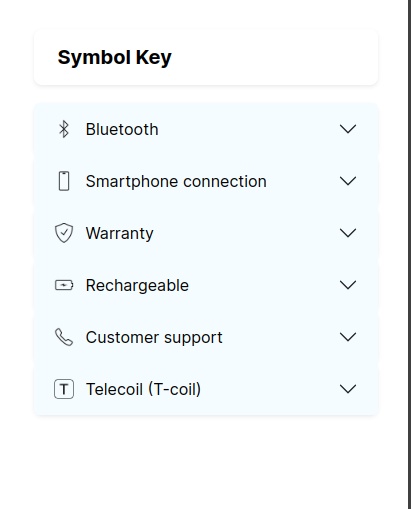 Symbol Key
Bluetooth
Smartphone connection
Warranty
Rechargeable
Customer support
T Telecoil (T-coil)